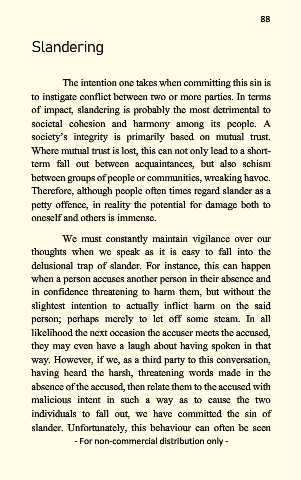 88
Slandering
The intention one takes when committing this sin is
to instigate conflict between two or more parties. In terms
of impact, slandering is probably the most detrimental to
societal cohesion and harmony among its people. A
society's integrity is primarily based on mutual trust.
Where mutual trust is lost, this can not only lead to a short-
term fall out between acquaintances, but also schism
between groups of people or communities, wreaking havoc.
Therefore, although people often times regard slander as a
petty offence, in reality the potential for damage both to
oneself and others is immense.
We must constantly maintain vigilance over our
thoughts when we speak as it is easy to fall into the
delusional trap of slander. For instance, this can happen
when a person accuses another person in their absence and
in confidence threatening to harm them, but without the
slightest intention to actually inflict harm on the said
person; perhaps merely to let off some steam. In all
likelihood the next occasion the accuser meets the accused,
they may even have a laugh about having spoken in that
way. However, if we, as a third party to this conversation,
having heard the harsh, threatening words made in the
absence of the accused, then relate them to the accused with
malicious intent in such a way as to cause the two
individuals to fall out, we have committed the sin of
slander. Unfortunately, this behaviour can often be seen
- For non-commercial distribution only -